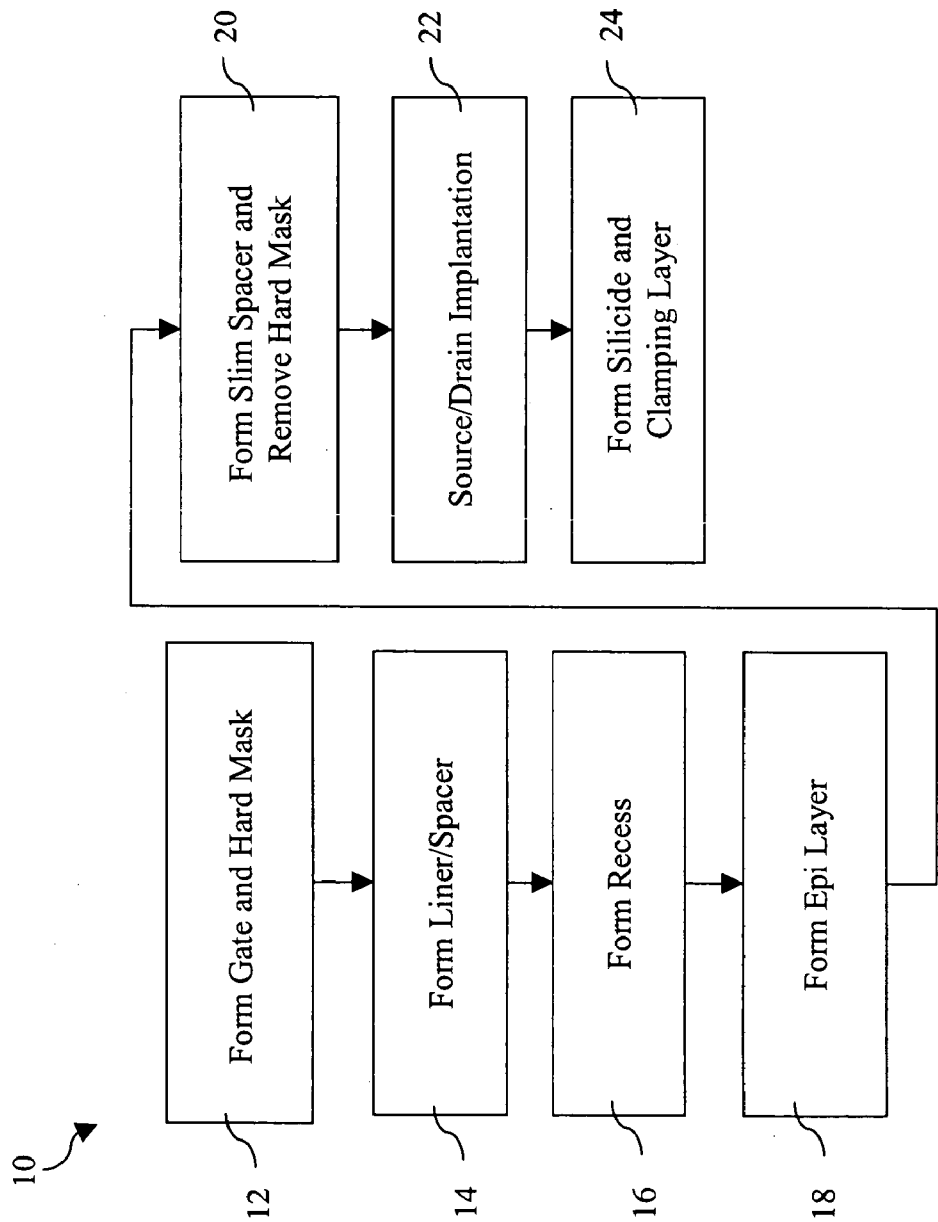 10
12
Form Gate and Hard Mask
14
Form Liner/Spacer
16
Form Recess
18
Form Epi Layer
20
Form Slim Spacer and
Remove Hard Mask
22
Source/Drain Implantation
24
Form Silicide and
Clamping Layer